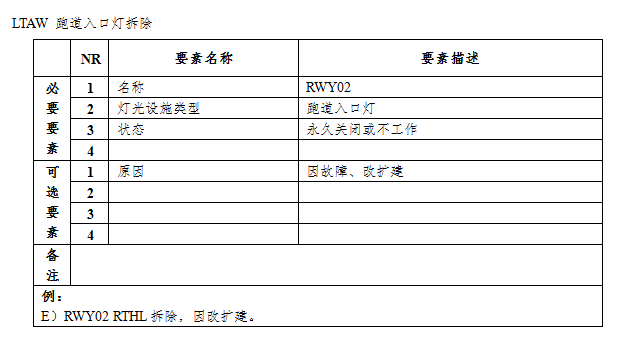 LTAW 跑道入口灯拆除
NR 要素名称 要素描述
必要要素
1 名称 RWY02
2 灯光设施类型 跑道入口灯
3 状态 永久关闭或不工作
4
可选要素
1 原因 因故障、改扩建
2
3
4
备注
例：
E）RWY02 RTHL 拆除，因改扩建。